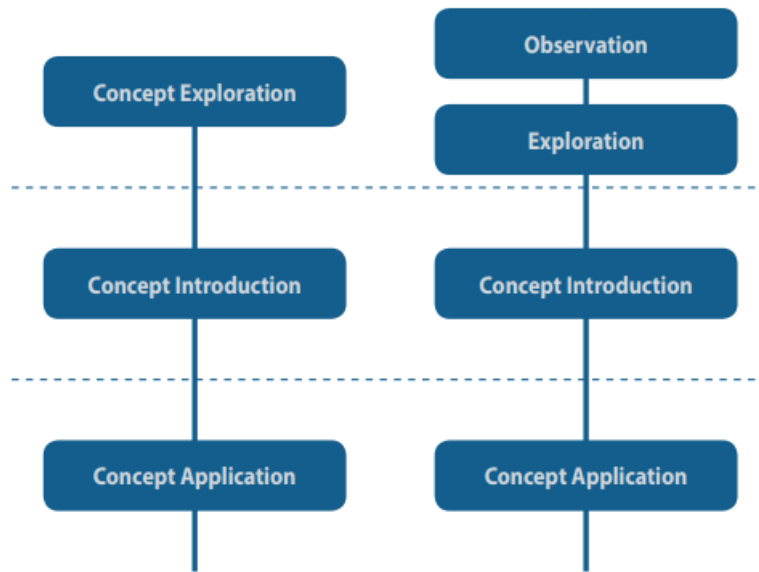 Concept Exploration
Observation
Exploration
Concept Introduction
Concept Introduction
Concept Application
Concept Application